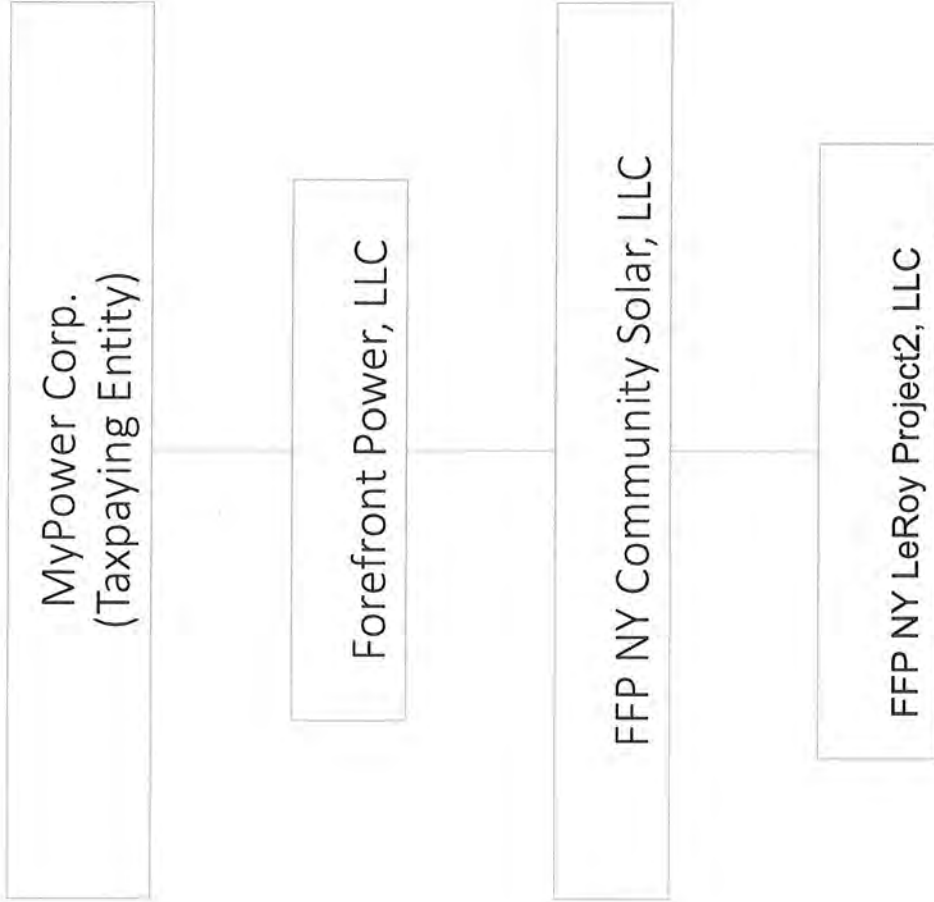 MyPower Corp.
(Taxpaying Entity)
Forefront Power, LLC
FFP NY Community Solar, LLC
FFP NY LeRoy Project2, LLC